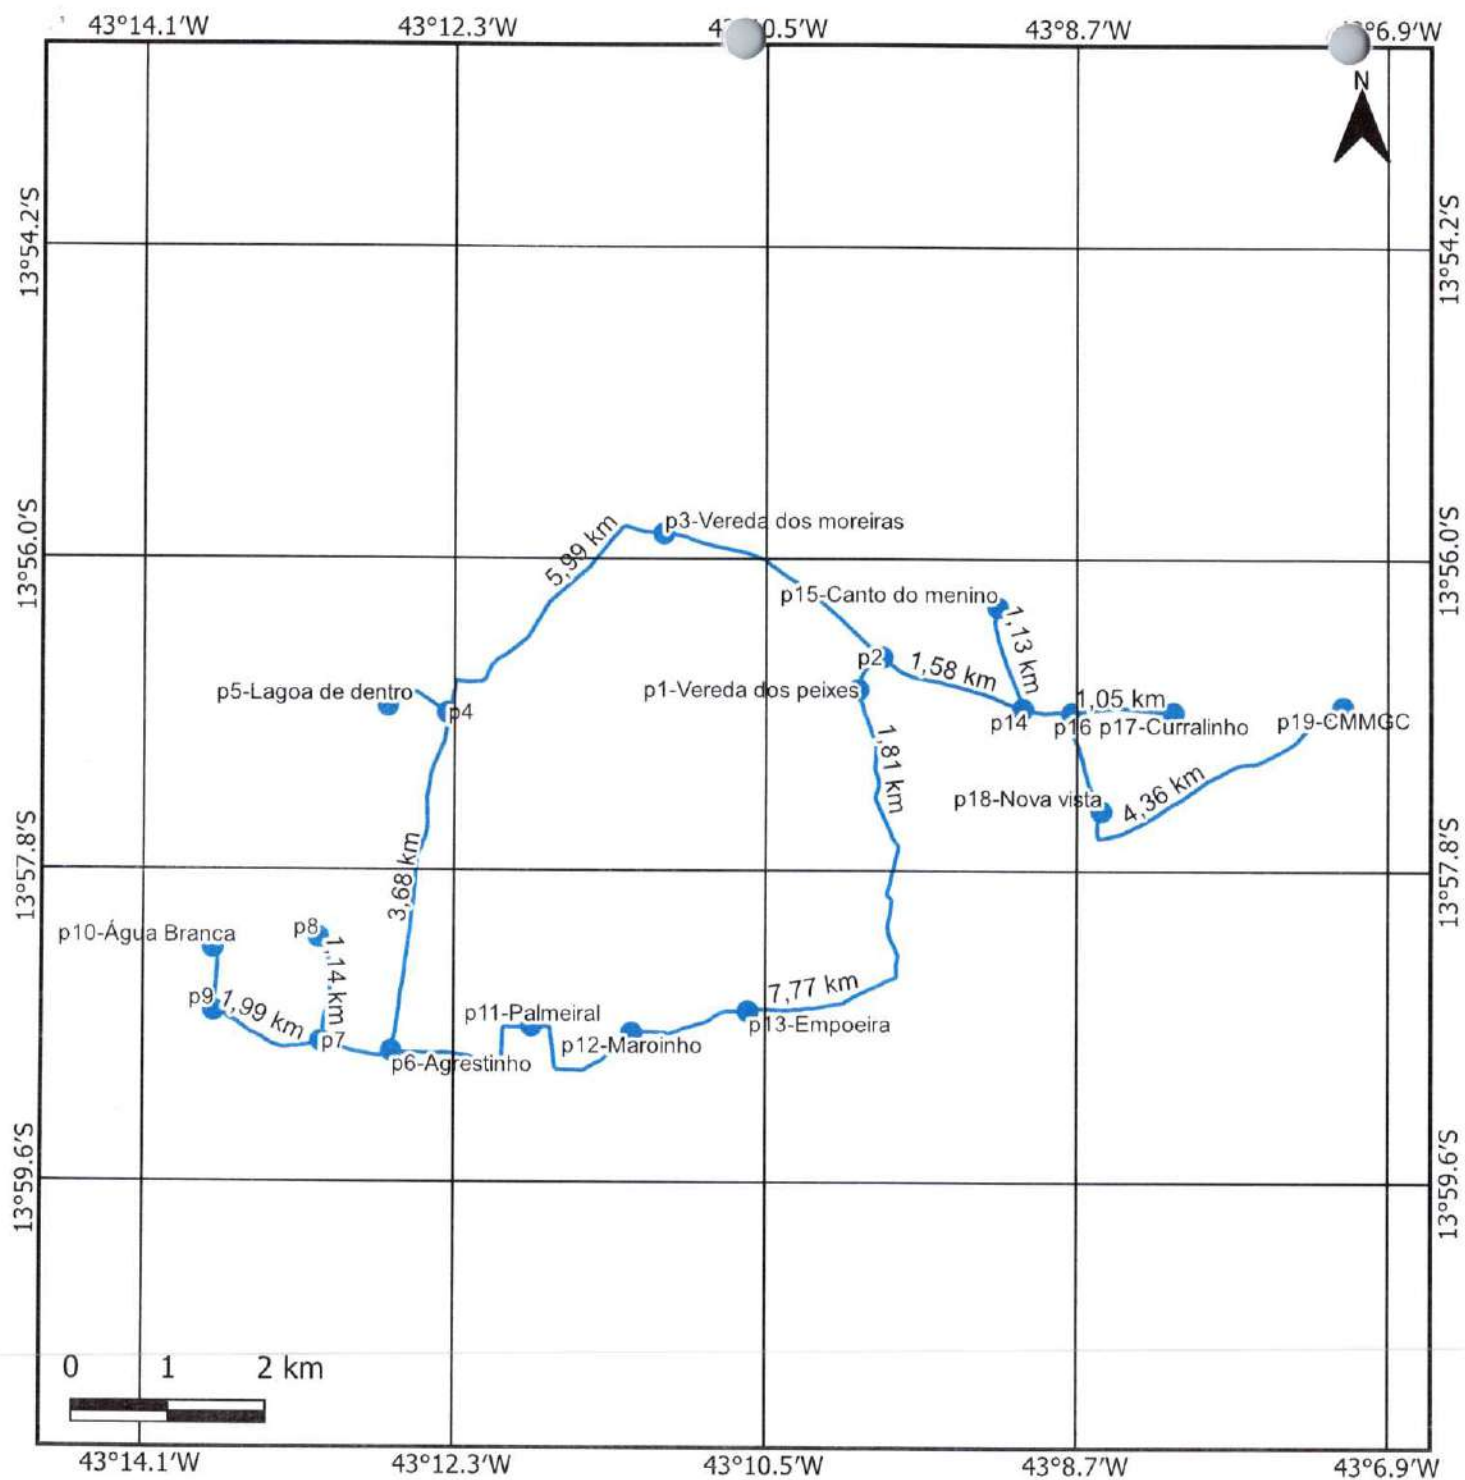 43°14.1′W 43°12.3′W 0.5′W 43°8.7′W 6.9′W
N
13°54.2′S 13°54.2′S
p3-Vereda dos moreiras
5,99 km
13°56.0′S 13°56.0′S
p15-Canto do menino
1,13 km
p2
1,58 km
p5-Lagoa de dentro
p1-Vereda dos peixes
1,05 km
p4
p14
p16 p17-Curralinho
p19-CMMGC
1,81 km
p18-Nova vista
4,36 km
13°57.8′S 13°57.8′S
3,68 km
p10-Água Branca
p8
1,14 km
p9
1,99 km
7,77 km
p11-Palmeiral
p13-Empoeira
p7
p12-Maroinho
p6-Agrestinho
13°59.6′S 13°59.6′S
0 1 2 km
43°14.1′W 43°12.3′W 43°10.5′W 43°8.7′W 43°6.9′W